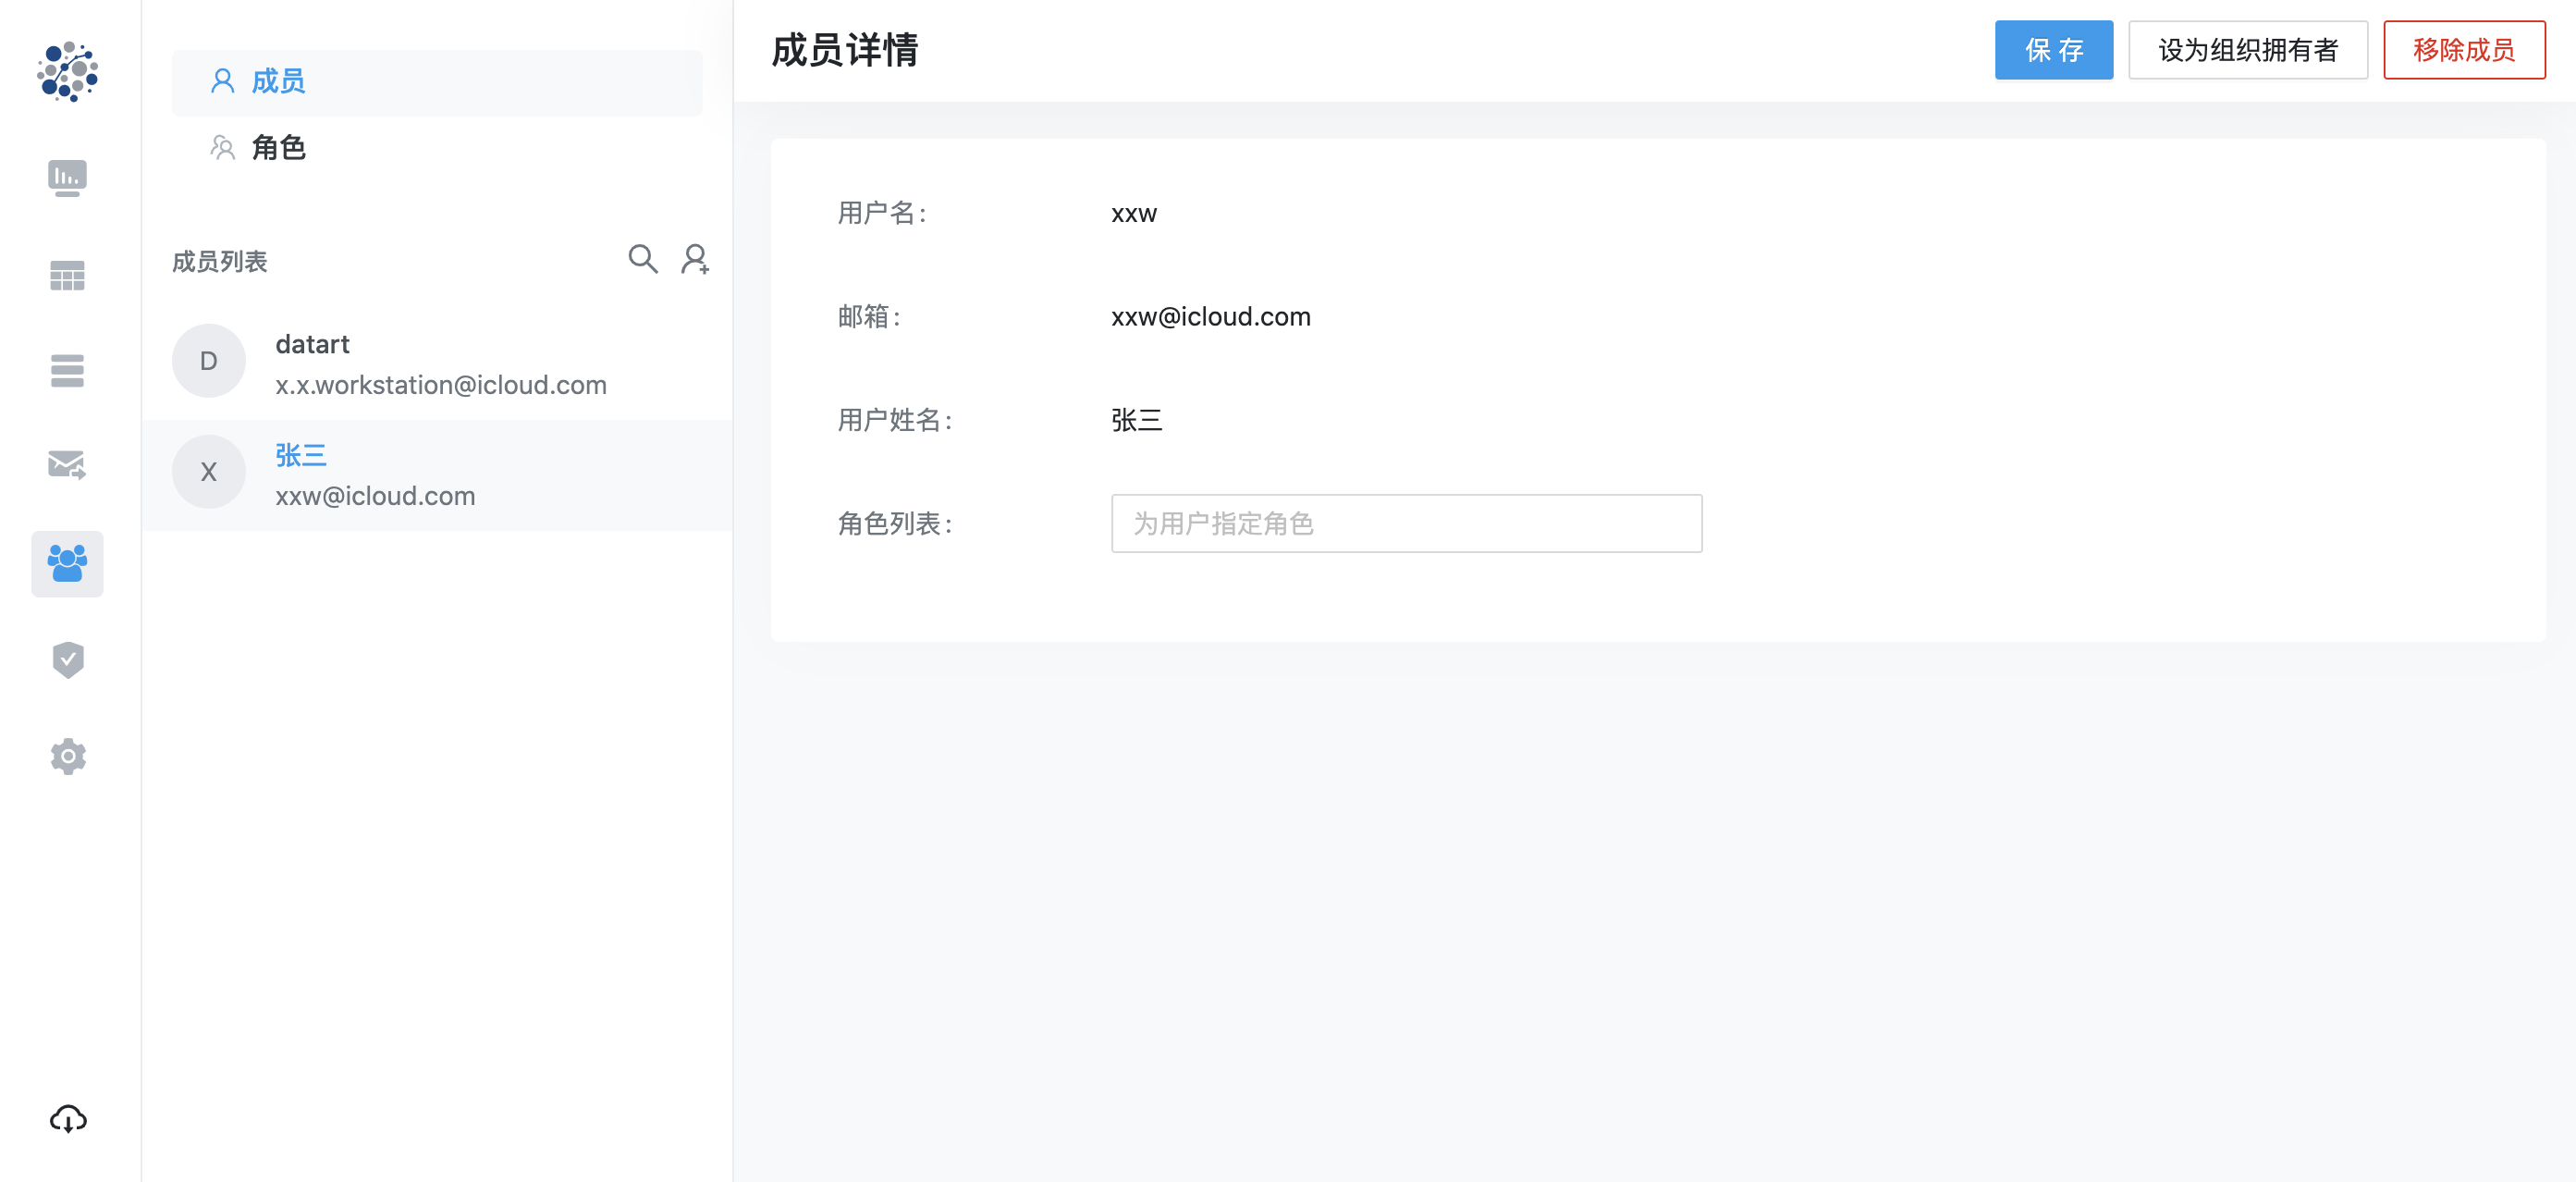 成员
角色
成员列表
D
datart
x.x.workstation@icloud.com
X
张三
xxw@icloud.com
成员详情
保 存
设为组织拥有者
移除成员
用户名: xxw
邮箱: xxw@icloud.com
用户姓名: 张三
角色列表: 为用户指定角色